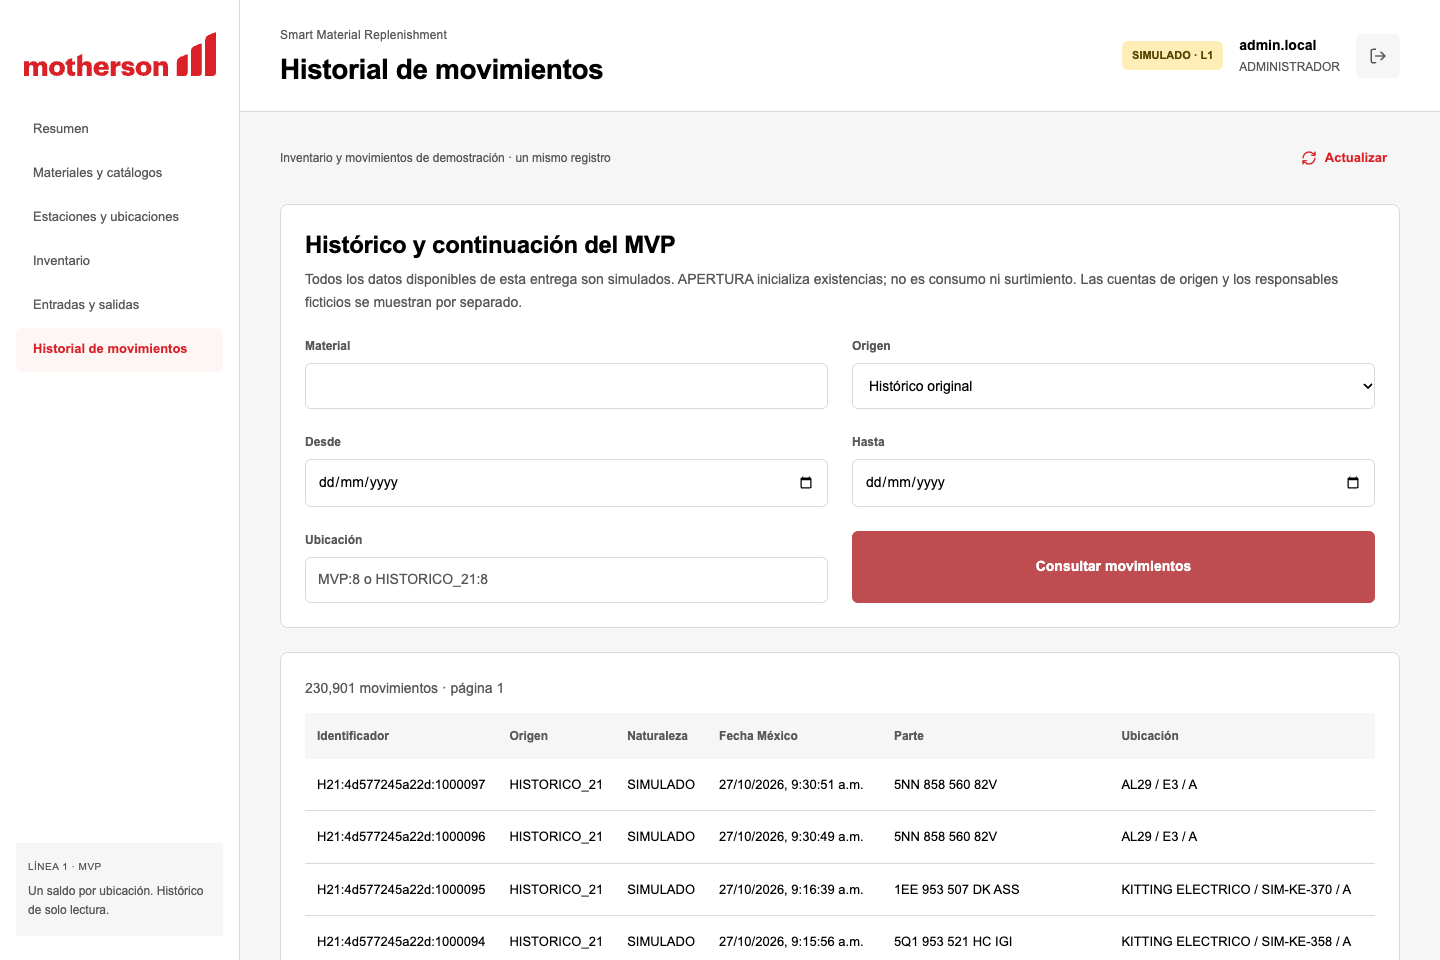 motherson
Resumen
Materiales y catálogos
Estaciones y ubicaciones
Inventario
Entradas y salidas
Historial de movimientos
LÍNEA 1 · MVP
Un saldo por ubicación. Histórico
de solo lectura.
Smart Material Replenishment
Historial de movimientos
SIMULADO · L1
admin.local
ADMINISTRADOR
Inventario y movimientos de demostración · un mismo registro
Actualizar
Histórico y continuación del MVP
Todos los datos disponibles de esta entrega son simulados. APERTURA inicializa existencias; no es consumo ni surtimiento. Las cuentas de origen y los responsables
ficticios se muestran por separado.
Material
Origen
Histórico original
Desde
Hasta
dd/mm/yyyy
dd/mm/yyyy
Ubicación
MVP:8 o HISTORICO_21:8
Consultar movimientos
230,901 movimientos · página 1
Identificador Origen Naturaleza Fecha México Parte Ubicación
H21:4d577245a22d:1000097 HISTORICO_21 SIMULADO 27/10/2026, 9:30:51 a.m. 5NN 858 560 82V AL29 / E3 / A
H21:4d577245a22d:1000096 HISTORICO_21 SIMULADO 27/10/2026, 9:30:49 a.m. 5NN 858 560 82V AL29 / E3 / A
H21:4d577245a22d:1000095 HISTORICO_21 SIMULADO 27/10/2026, 9:16:39 a.m. 1EE 953 507 DK ASS KITTING ELECTRICO / SIM-KE-370 / A
H21:4d577245a22d:1000094 HISTORICO_21 SIMULADO 27/10/2026, 9:15:56 a.m. 5Q1 953 521 HC IGI KITTING ELECTRICO / SIM-KE-358 / A